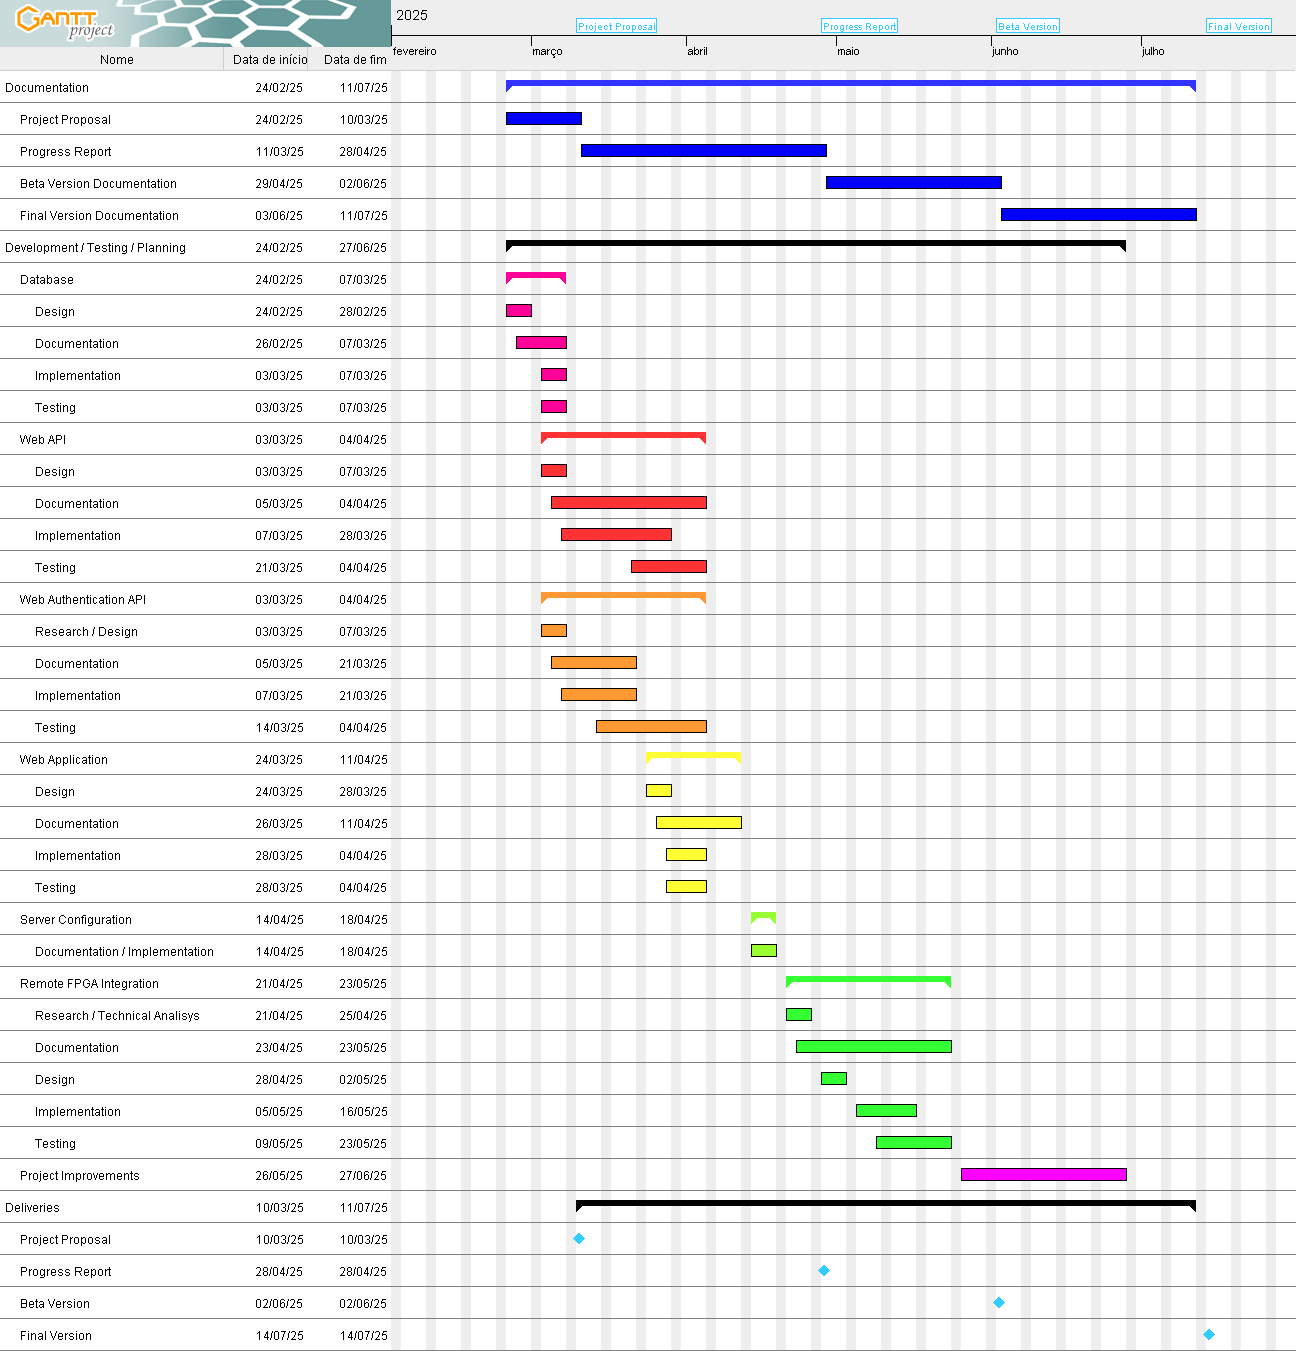 GANTT
project
2025
Project Proposal Progress Report Beta Version Final Version
fevereiro março abril maio junho julho
Nome Data de início Data de fim
Documentation 24/02/25 11/07/25
Project Proposal 24/02/25 10/03/25
Progress Report 11/03/25 28/04/25
Beta Version Documentation 29/04/25 02/06/25
Final Version Documentation 03/06/25 11/07/25
Development / Testing / Planning 24/02/25 27/06/25
Database 24/02/25 07/03/25
Design 24/02/25 28/02/25
Documentation 26/02/25 07/03/25
Implementation 03/03/25 07/03/25
Testing 03/03/25 07/03/25
Web API 03/03/25 04/04/25
Design 03/03/25 07/03/25
Documentation 05/03/25 04/04/25
Implementation 07/03/25 28/03/25
Testing 21/03/25 04/04/25
Web Authentication API 03/03/25 04/04/25
Research / Design 03/03/25 07/03/25
Documentation 05/03/25 21/03/25
Implementation 07/03/25 21/03/25
Testing 14/03/25 04/04/25
Web Application 24/03/25 11/04/25
Design 24/03/25 28/03/25
Documentation 26/03/25 11/04/25
Implementation 28/03/25 04/04/25
Testing 28/03/25 04/04/25
Server Configuration 14/04/25 18/04/25
Documentation / Implementation 14/04/25 18/04/25
Remote FPGA Integration 21/04/25 23/05/25
Research / Technical Analisys 21/04/25 25/04/25
Documentation 23/04/25 23/05/25
Design 28/04/25 02/05/25
Implementation 05/05/25 16/05/25
Testing 09/05/25 23/05/25
Project Improvements 26/05/25 27/06/25
Deliveries 10/03/25 11/07/25
Project Proposal 10/03/25 10/03/25
Progress Report 28/04/25 28/04/25
Beta Version 02/06/25 02/06/25
Final Version 14/07/25 14/07/25